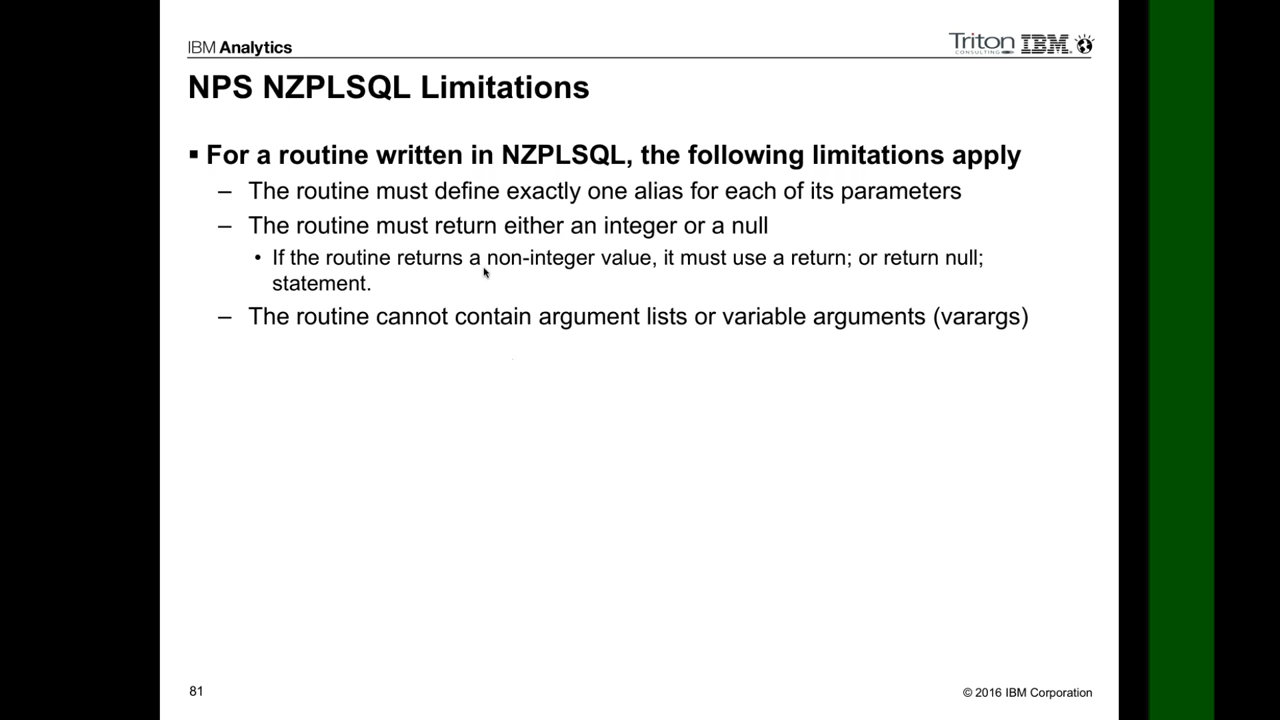 IBM Analytics
Triton IBM
CONSULTING
NPS NZPLSQL Limitations
▪ For a routine written in NZPLSQL, the following limitations apply
– The routine must define exactly one alias for each of its parameters
– The routine must return either an integer or a null
• If the routine returns a non-integer value, it must use a return; or return null;
statement.
– The routine cannot contain argument lists or variable arguments (varargs)
81
© 2016 IBM Corporation